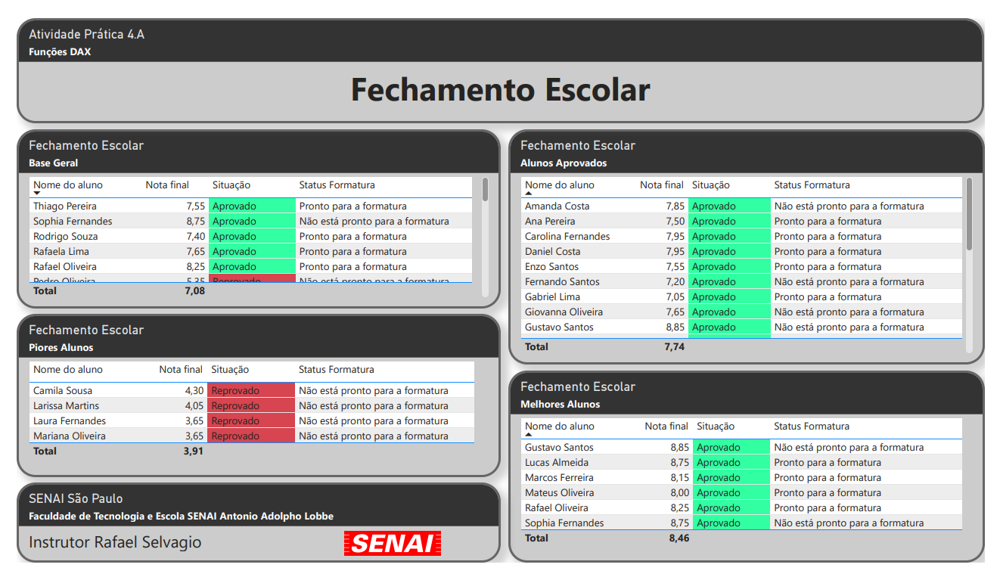 Atividade Prática 4.A
Funções DAX
Fechamento Escolar
Fechamento Escolar
Base Geral
Nome do aluno Nota final Situação Status Formatura
Thiago Pereira 7,55 Aprovado Pronto para a formatura
Sophia Fernandes 8,75 Aprovado Não está pronto para a formatura
Rodrigo Souza 7,40 Aprovado Pronto para a formatura
Rafaela Lima 7,65 Aprovado Pronto para a formatura
Rafael Oliveira 8,25 Aprovado Pronto para a formatura
Pedro Oliveira 5,35 Reprovado Não está pronto para a formatura
Total 7,08
Fechamento Escolar
Piores Alunos
Nome do aluno Nota final Situação Status Formatura
Camila Sousa 4,30 Reprovado Não está pronto para a formatura
Larissa Martins 4,05 Reprovado Não está pronto para a formatura
Laura Fernandes 3,65 Reprovado Não está pronto para a formatura
Mariana Oliveira 3,65 Reprovado Não está pronto para a formatura
Total 3,91
SENAI São Paulo
Faculdade de Tecnologia e Escola SENAI Antonio Adolpho Lobbe
Instrutor Rafael Selvagio
SENAI
Fechamento Escolar
Alunos Aprovados
Nome do aluno Nota final Situação Status Formatura
Amanda Costa 7,85 Aprovado Não está pronto para a formatura
Ana Pereira 7,50 Aprovado Pronto para a formatura
Carolina Fernandes 7,95 Aprovado Pronto para a formatura
Daniel Costa 7,95 Aprovado Pronto para a formatura
Enzo Santos 7,55 Aprovado Pronto para a formatura
Fernando Santos 7,20 Aprovado Não está pronto para a formatura
Gabriel Lima 7,05 Aprovado Pronto para a formatura
Giovanna Oliveira 7,65 Aprovado Não está pronto para a formatura
Gustavo Santos 8,85 Aprovado Não está pronto para a formatura
Total 7,74
Fechamento Escolar
Melhores Alunos
Nome do aluno Nota final Situação Status Formatura
Gustavo Santos 8,85 Aprovado Não está pronto para a formatura
Lucas Almeida 8,75 Aprovado Pronto para a formatura
Marcos Ferreira 8,15 Aprovado Pronto para a formatura
Mateus Oliveira 8,00 Aprovado Pronto para a formatura
Rafael Oliveira 8,25 Aprovado Pronto para a formatura
Sophia Fernandes 8,75 Aprovado Não está pronto para a formatura
Total 8,46